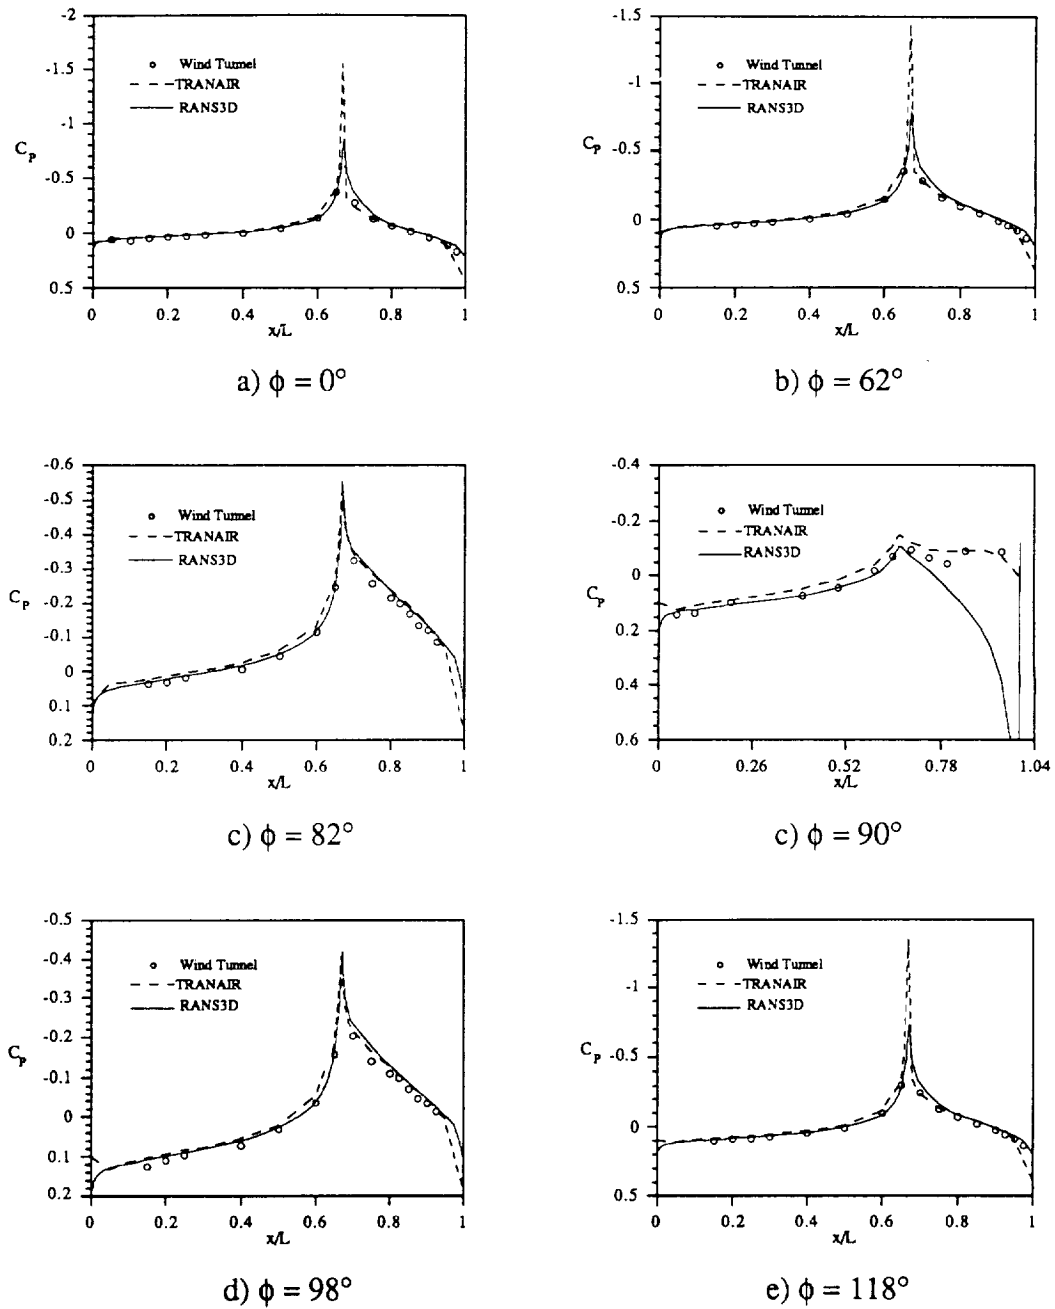 -2
-1.5
-1
-0.5
0
0.5
Cp
Wind Tunnel
TRANAIR
RANS3D
0 0.2 0.4 0.6 0.8 1
x/L
a) ϕ = 0°
-1.5
-1
-0.5
0
0.5
Cp
Wind Tunnel
TRANAIR
RANS3D
0 0.2 0.4 0.6 0.8 1
x/L
b) ϕ = 62°
-0.6
-0.5
-0.4
-0.3
-0.2
-0.1
0
0.1
0.2
Cp
Wind Tunnel
TRANAIR
RANS3D
0 0.2 0.4 0.6 0.8 1
x/L
c) ϕ = 82°
-0.4
-0.2
0
0.2
0.4
0.6
Cp
Wind Tunnel
TRANAIR
RANS3D
0 0.26 0.52 0.78 1.04
x/L
c) ϕ = 90°
-0.5
-0.4
-0.3
-0.2
-0.1
0
0.1
0.2
Cp
Wind Tunnel
TRANAIR
RANS3D
0 0.2 0.4 0.6 0.8 1
x/L
d) ϕ = 98°
-1.5
-1
-0.5
0
0.5
Cp
Wind Tunnel
TRANAIR
RANS3D
0 0.2 0.4 0.6 0.8 1
x/L
e) ϕ = 118°